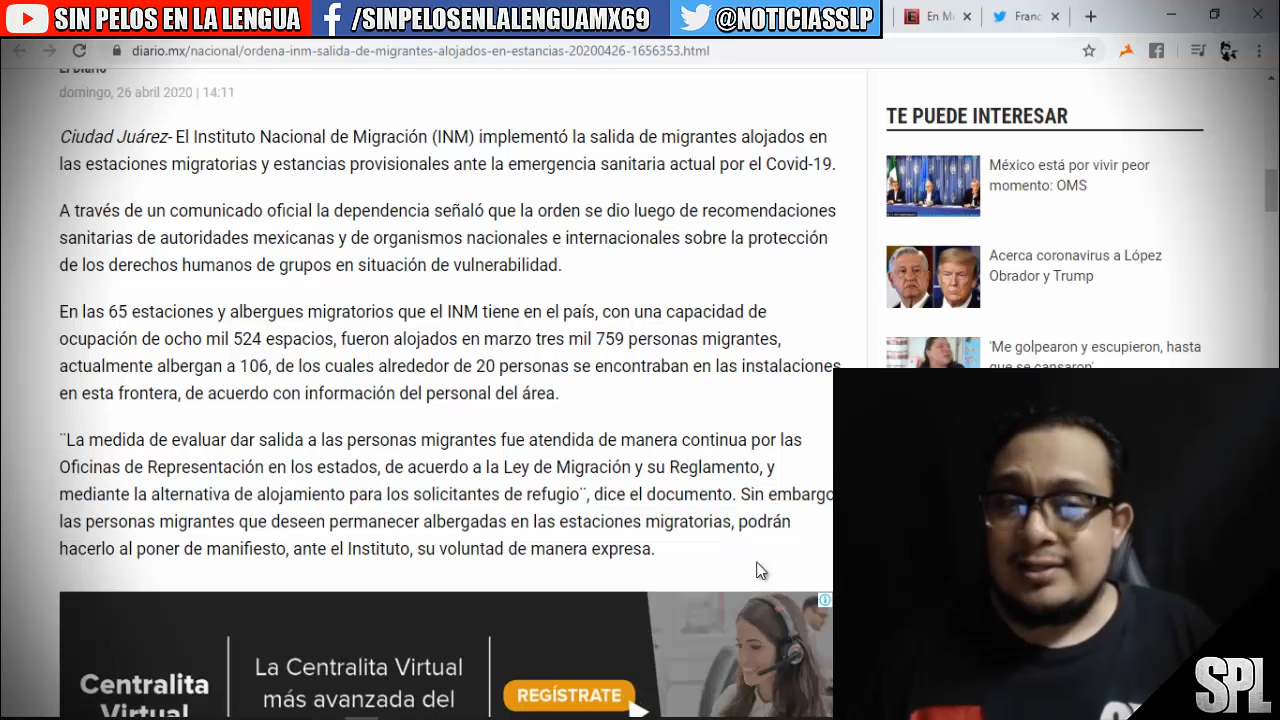 SIN PELOS EN LA LENGUA
/SINPELOSENLALENGUAMX69
@NOTICIASSLP
En M
Franc
diario.mx/nacional/ordena-inm-salida-de-migrantes-alojados-en-estancias-20200426-1656353.html
El Diario
domingo, 26 abril 2020 | 14:11
Ciudad Juárez- El Instituto Nacional de Migración (INM) implementó la salida de migrantes alojados en
las estaciones migratorias y estancias provisionales ante la emergencia sanitaria actual por el Covid-19.
A través de un comunicado oficial la dependencia señaló que la orden se dio luego de recomendaciones
sanitarias de autoridades mexicanas y de organismos nacionales e internacionales sobre la protección
de los derechos humanos de grupos en situación de vulnerabilidad.
En las 65 estaciones y albergues migratorios que el INM tiene en el país, con una capacidad de
ocupación de ocho mil 524 espacios, fueron alojados en marzo tres mil 759 personas migrantes,
actualmente albergan a 106, de los cuales alrededor de 20 personas se encontraban en las instalaciones
en esta frontera, de acuerdo con información del personal del área.
¨La medida de evaluar dar salida a las personas migrantes fue atendida de manera continua por las
Oficinas de Representación en los estados, de acuerdo a la Ley de Migración y su Reglamento, y
mediante la alternativa de alojamiento para los solicitantes de refugio¨, dice el documento. Sin embargo
las personas migrantes que deseen permanecer albergadas en las estaciones migratorias, podrán
hacerlo al poner de manifiesto, ante el Instituto, su voluntad de manera expresa.
TE PUEDE INTERESAR
México está por vivir peor
momento: OMS
Acerca coronavirus a López
Obrador y Trump
'Me golpearon y escupieron, hasta
que se cansaron'
Centralita
Virtual
La Centralita Virtual
más avanzada del
REGÍSTRATE
SPL